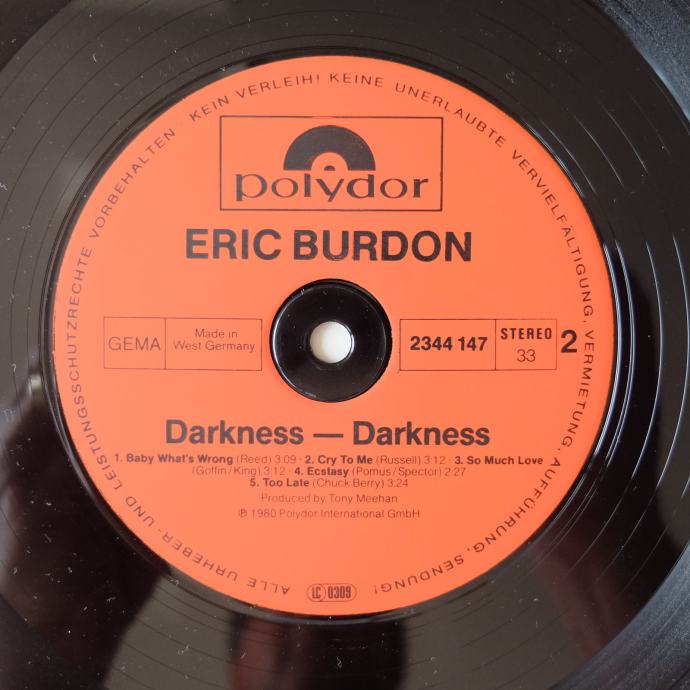 ALLE URHEBER- UND LEISTUNGSSCHUTZRECHTE VORBEHALTEN · KEIN VERLEIH! KEINE UNERLAUBTE VERVIELFÄLTIGUNG, VERMIETUNG, AUFFÜHRUNG, SENDUNG!
polydor
ERIC BURDON
GEMA
Made in
West Germany
2344 147
STEREO
33
2
Darkness — Darkness
1. Baby What's Wrong (Reed) 3:09 · 2. Cry To Me (Russell) 3:12 · 3. So Much Love
(Goffin/King) 3:12 · 4. Ecstasy (Pomus/Spector) 2:27
5. Too Late (Chuck Berry) 3:24
Produced by Tony Meehan
℗ 1980 Polydor International GmbH
LC 0309